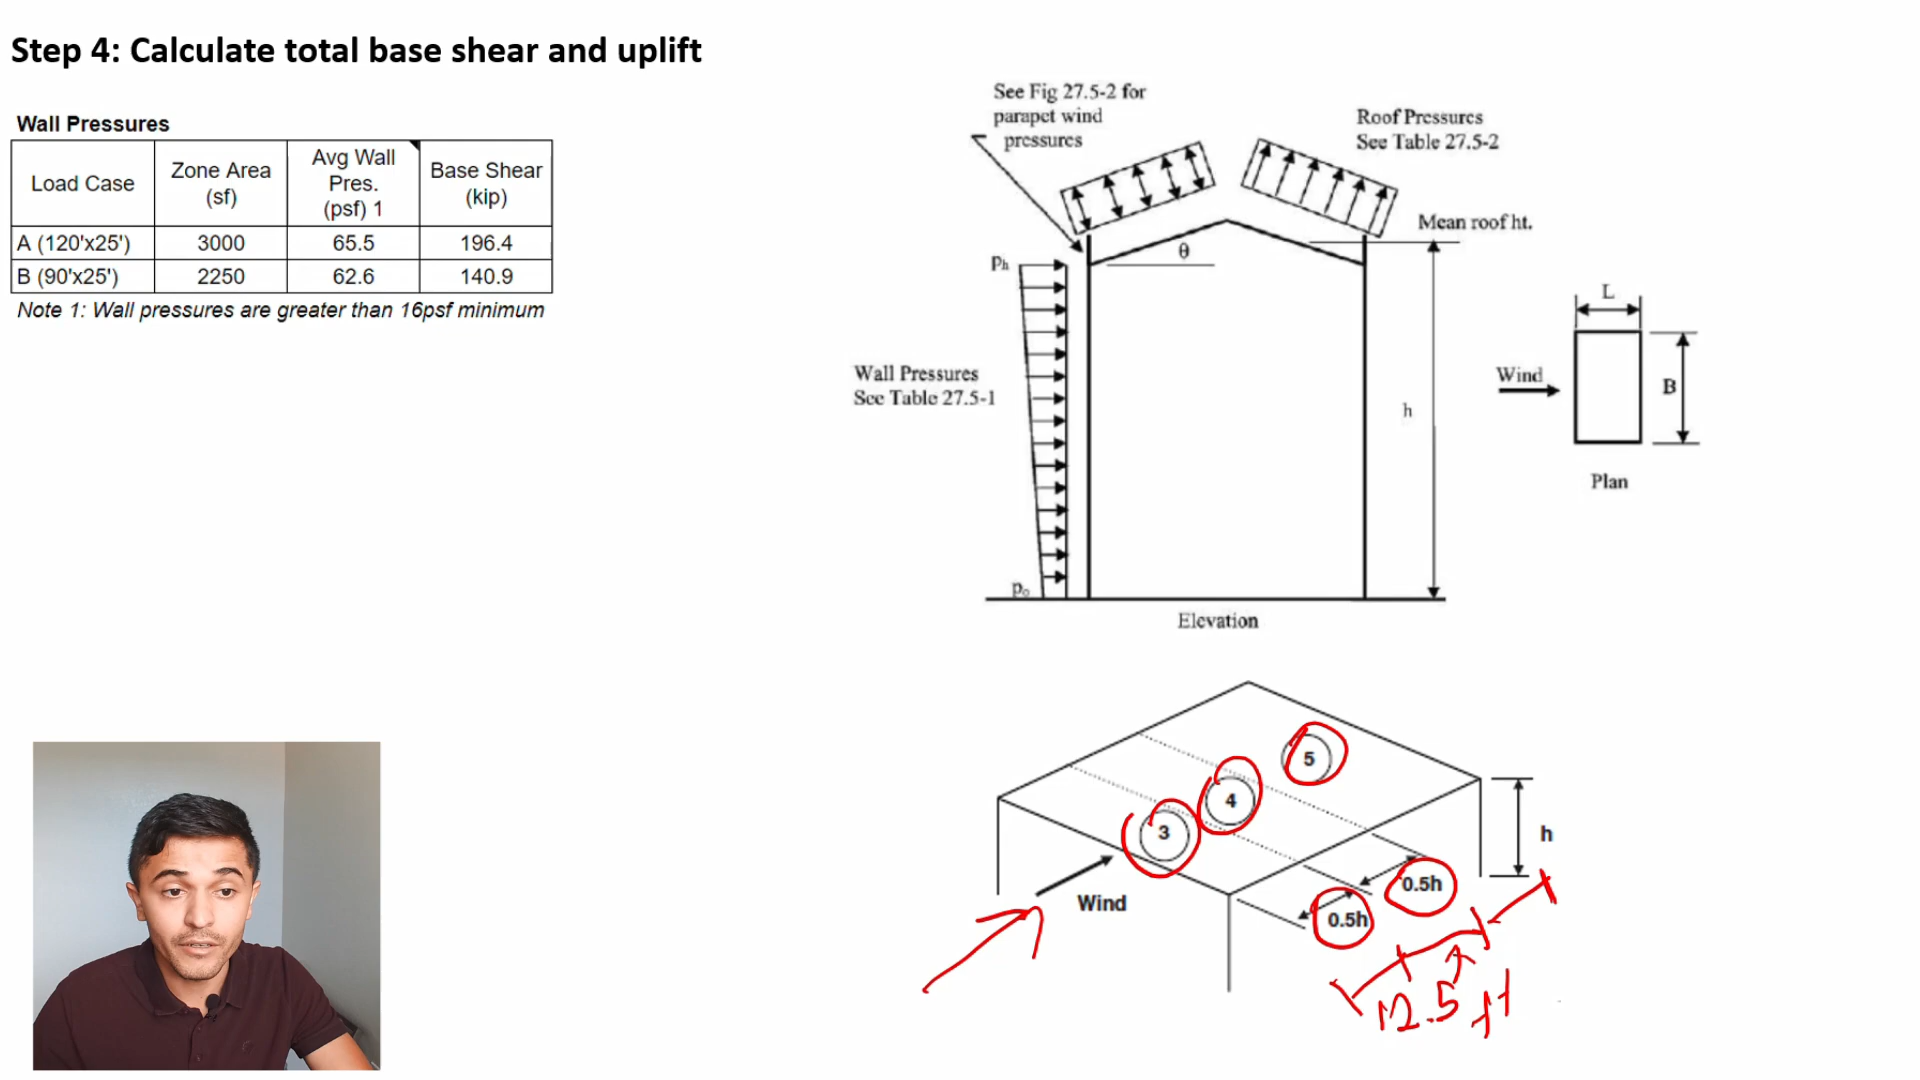 Step 4: Calculate total base shear and uplift
Wall Pressures
Load Case
Zone Area
(sf)
Avg Wall
Pres.
(psf) 1
Base Shear
(kip)
A (120'x25') 3000 65.5 196.4
B (90'x25') 2250 62.6 140.9
Note 1: Wall pressures are greater than 16psf minimum
See Fig 27.5-2 for
parapet wind
pressures
Roof Pressures
See Table 27.5-2
Mean roof ht.
θ
Ph
Wall Pressures
See Table 27.5-1
h
Po
Elevation
L
Wind
B
Plan
5
4
3
h
0.5h
0.5h
Wind
12.5 ft